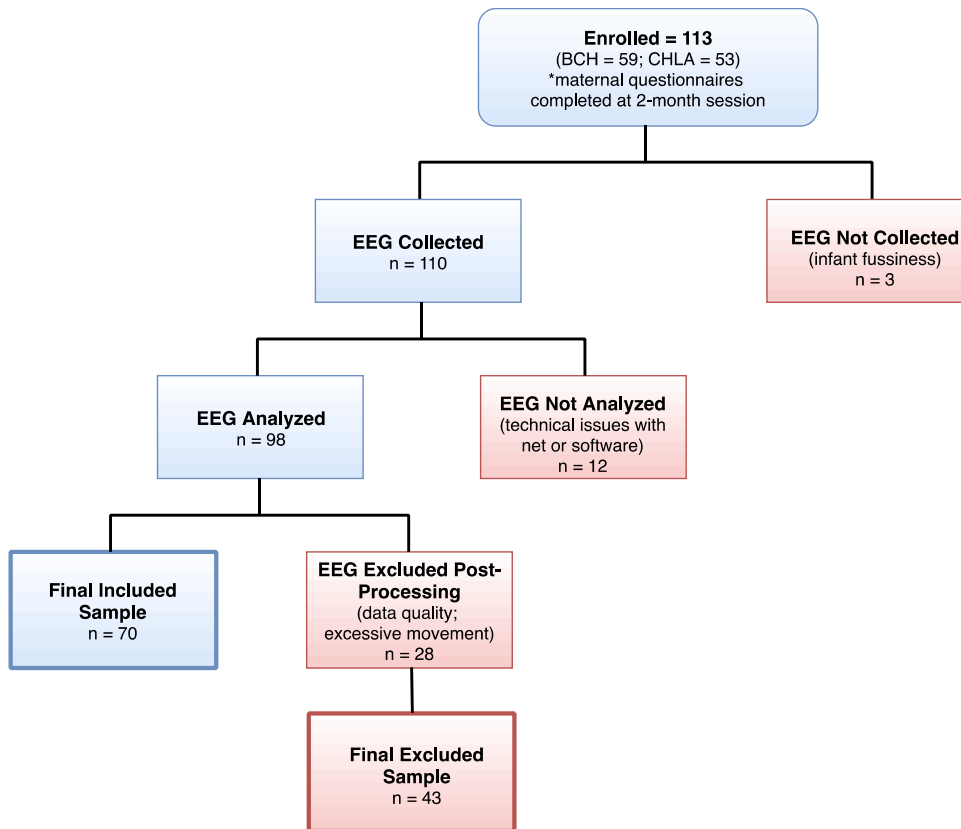 Enrolled = 113
(BCH = 59; CHLA = 53)
*maternal questionnaires
completed at 2-month session
EEG Collected
n = 110
EEG Not Collected
(infant fussiness)
n = 3
EEG Analyzed
n = 98
EEG Not Analyzed
(technical issues with
net or software)
n = 12
Final Included
Sample
n = 70
EEG Excluded Post-
Processing
(data quality;
excessive movement)
n = 28
Final Excluded
Sample
n = 43